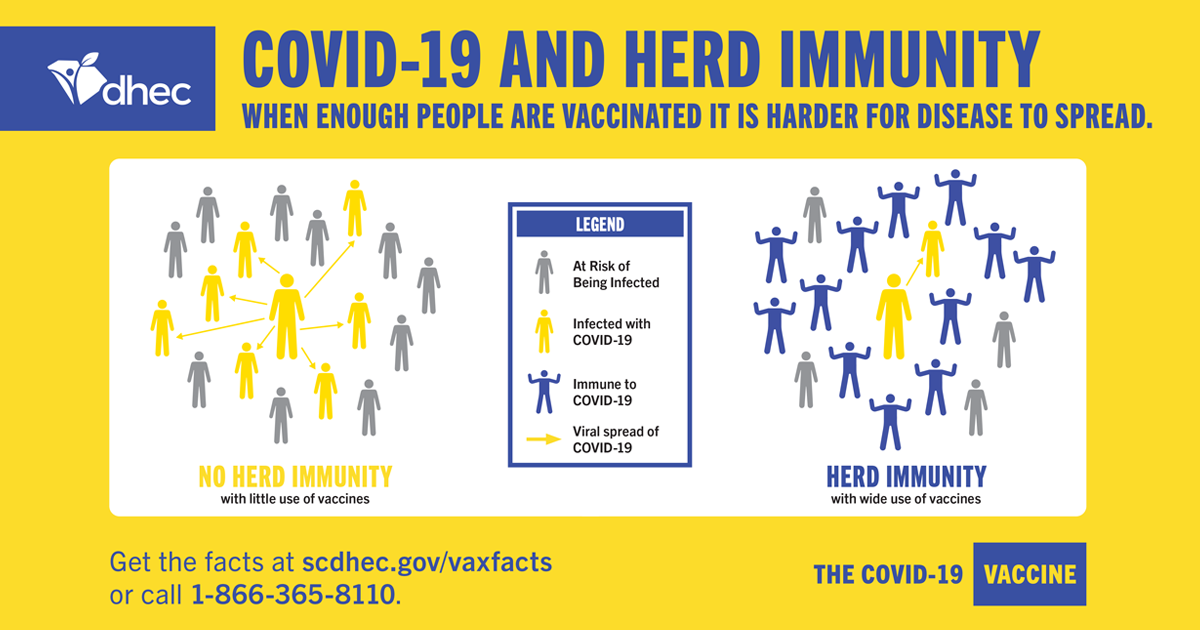 dhec
COVID-19 AND HERD IMMUNITY
WHEN ENOUGH PEOPLE ARE VACCINATED IT IS HARDER FOR DISEASE TO SPREAD.
NO HERD IMMUNITY
with little use of vaccines
LEGEND
At Risk of
Being Infected
Infected with
COVID-19
Immune to
COVID-19
Viral spread of
COVID-19
HERD IMMUNITY
with wide use of vaccines
Get the facts at scdhec.gov/vaxfacts
or call 1-866-365-8110.
THE COVID-19 VACCINE